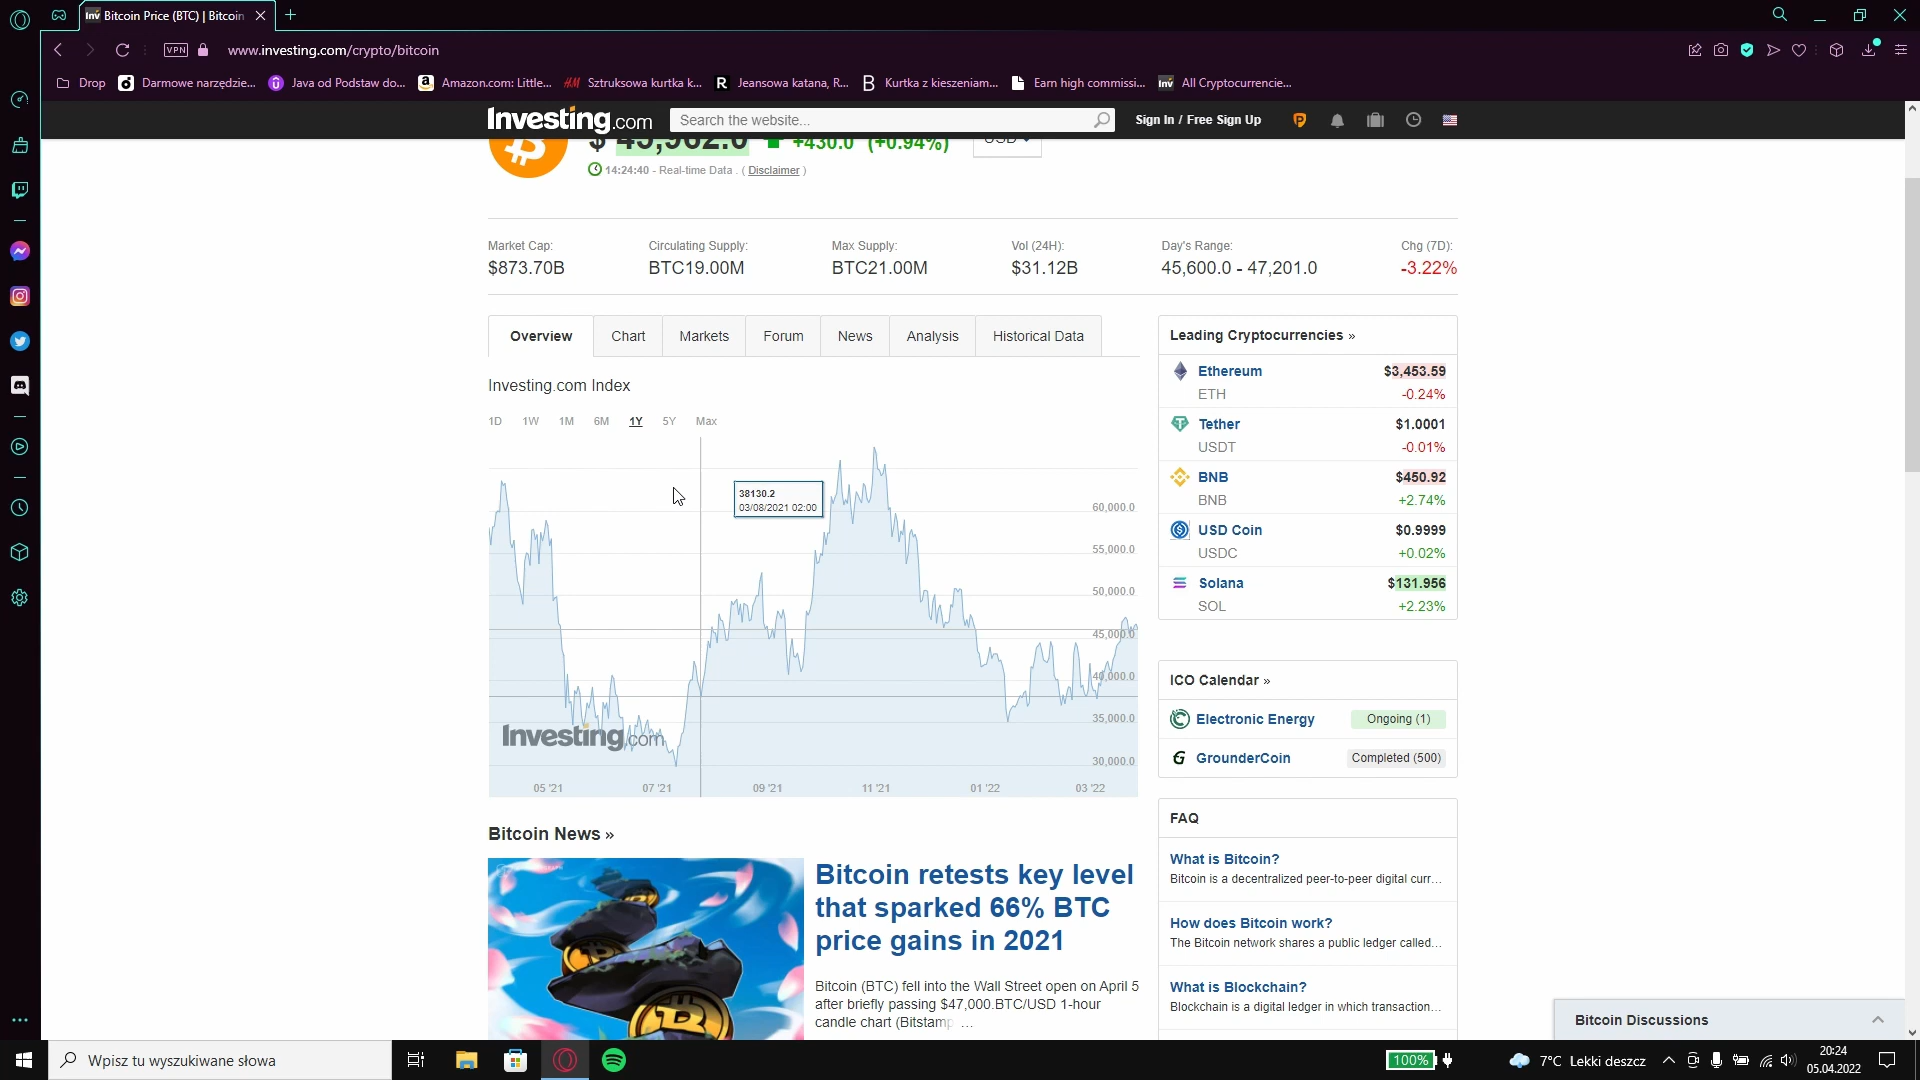 Bitcoin Price (BTC) | Bitcoin
VPN
www.investing.com/crypto/bitcoin
Drop
Darmowe narzędzie...
Java od Podstaw do...
Amazon.com: Little...
Sztruksowa kurtka k...
Jeansowa katana, R...
Kurtka z kieszeniam...
Earn high commissi...
All Cryptocurrencie...
Investing.com
Search the website...
Sign In / Free Sign Up
$ 45,962.0 +430.0 (+0.94%)
USD
14:24:40 - Real-time Data . ( Disclaimer )
Market Cap:
$873.70B
Circulating Supply:
BTC19.00M
Max Supply:
BTC21.00M
Vol (24H):
$31.12B
Day's Range:
45,600.0 - 47,201.0
Chg (7D):
-3.22%
Overview
Chart
Markets
Forum
News
Analysis
Historical Data
Investing.com Index
1D 1W 1M 6M 1Y 5Y Max
38130.2
03/08/2021 02:00
60,000.0
55,000.0
50,000.0
45,000.0
40,000.0
35,000.0
30,000.0
Investing.com
05 '21 07 '21 09 '21 11 '21 01 '22 03 '22
Bitcoin News »
Bitcoin retests key level
that sparked 66% BTC
price gains in 2021
Bitcoin (BTC) fell into the Wall Street open on April 5
after briefly passing $47,000.BTC/USD 1-hour
candle chart (Bitstamp ...
Leading Cryptocurrencies »
Ethereum $3,453.59
ETH -0.24%
Tether $1.0001
USDT -0.01%
BNB $450.92
BNB +2.74%
USD Coin $0.9999
USDC +0.02%
Solana $131.956
SOL +2.23%
ICO Calendar »
Electronic Energy Ongoing (1)
GrounderCoin Completed (500)
FAQ
What is Bitcoin?
Bitcoin is a decentralized peer-to-peer digital curr...
How does Bitcoin work?
The Bitcoin network shares a public ledger called...
What is Blockchain?
Blockchain is a digital ledger in which transaction...
Bitcoin Discussions
Wpisz tu wyszukiwane słowa
100%
7°C Lekki deszcz
20:24
05.04.2022